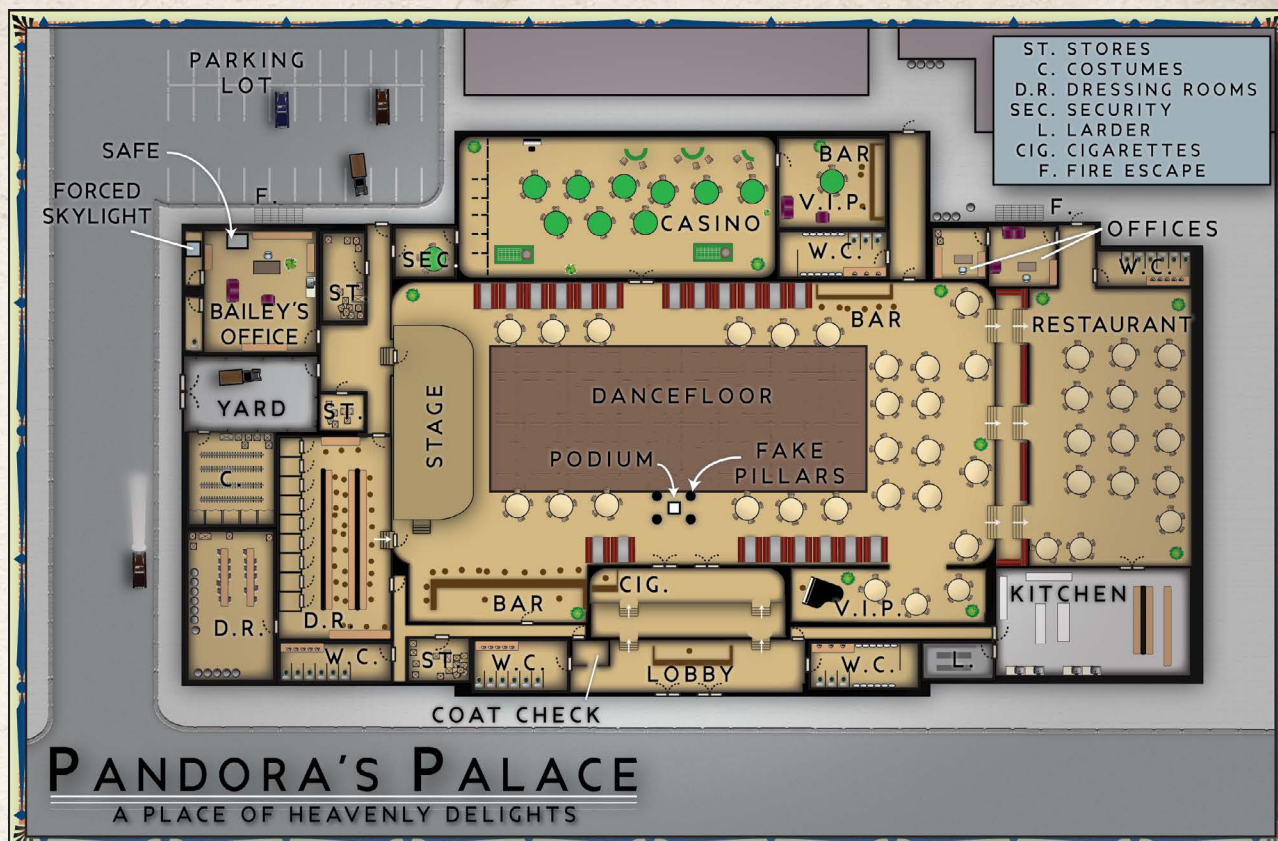 PARKING
LOT
SAFE
FORCED
SKYLIGHT
F.
ST. STORES
C. COSTUMES
D.R. DRESSING ROOMS
SEC. SECURITY
L. LARDER
CIG. CIGARETTES
F. FIRE ESCAPE
BAR
V.I.P.
CASINO
W.C.
SEC.
F.
OFFICES
W.C.
ST.
BAILEY'S
OFFICE
BAR
RESTAURANT
YARD
ST.
STAGE
DANCEFLOOR
PODIUM
FAKE
PILLARS
C.
D.R.
D.R.
BAR
CIG.
V.I.P.
KITCHEN
W.C.
ST.
W.C.
LOBBY
W.C.
L.
COAT CHECK
PANDORA'S PALACE
A PLACE OF HEAVENLY DELIGHTS